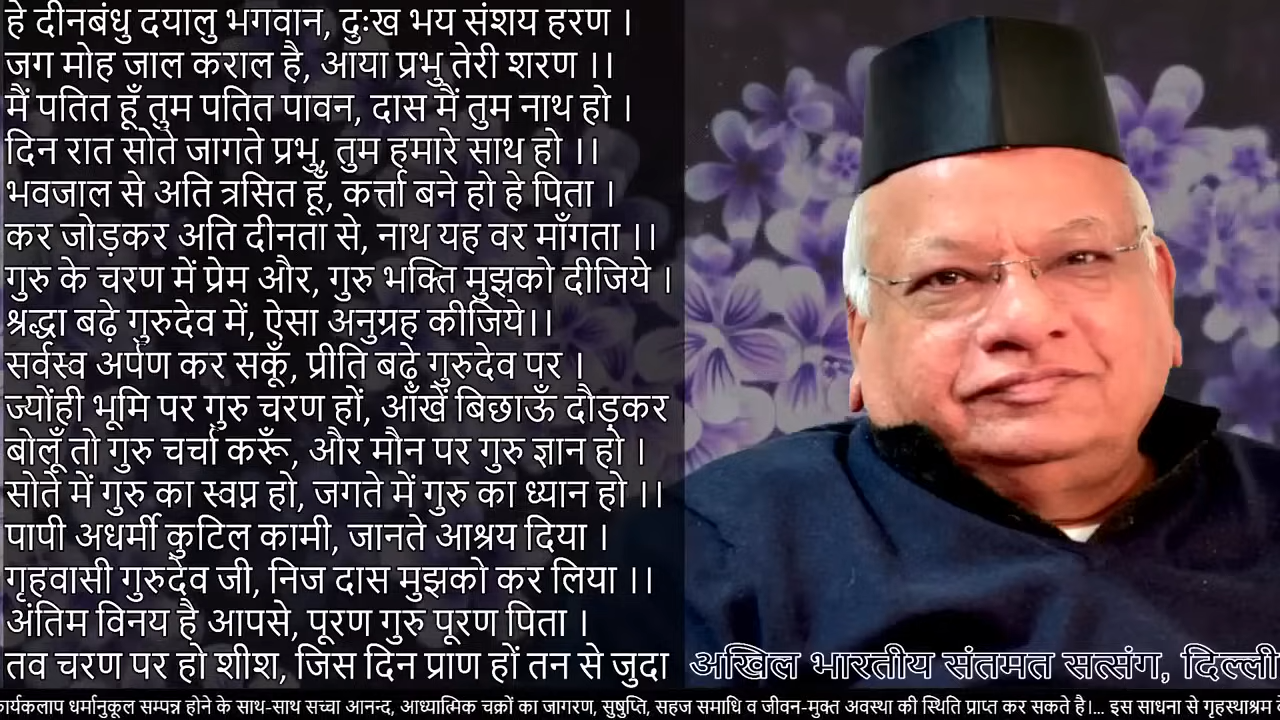 हे दीनबंधु दयालु भगवान, दुःख भय संशय हरण ।
जग मोह जाल कराल है, आया प्रभु तेरी शरण ।।
मैं पतित हूँ तुम पतित पावन, दास मैं तुम नाथ हो ।
दिन रात सोते जागते प्रभु, तुम हमारे साथ हो ।।
भवजाल से अति त्रसित हूँ, कर्त्ता बने हो हे पिता ।
कर जोड़कर अति दीनता से, नाथ यह वर माँगता ।।
गुरु के चरण में प्रेम और, गुरु भक्ति मुझको दीजिये ।
श्रद्धा बढ़े गुरुदेव में, ऐसा अनुग्रह कीजिये।।
सर्वस्व अर्पण कर सकूँ, प्रीति बढ़े गुरुदेव पर ।
ज्योंही भूमि पर गुरु चरण हों, आँखें बिछाऊँ दौड़कर
बोलूँ तो गुरु चर्चा करूँ, और मौन पर गुरु ज्ञान हो ।
सोते में गुरु का स्वप्न हो, जगते में गुरु का ध्यान हो ।।
पापी अधर्मी कुटिल कामी, जानते आश्रय दिया ।
गृहवासी गुरुदेव जी, निज दास मुझको कर लिया ।।
अंतिम विनय है आपसे, पूरण गुरु पूरण पिता ।
तव चरण पर हो शीश, जिस दिन प्राण हों तन से जुदा
अखिल भारतीय संतमत सत्संग, दिल्ली
कार्यकलाप धर्मानुकूल सम्पन्न होने के साथ-साथ सच्चा आनन्द, आध्यात्मिक चक्रों का जागरण, सुषुप्ति, सहज समाधि व जीवन-मुक्त अवस्था की स्थिति प्राप्त कर सकते है।... इस साधना से गृहस्थाश्रम